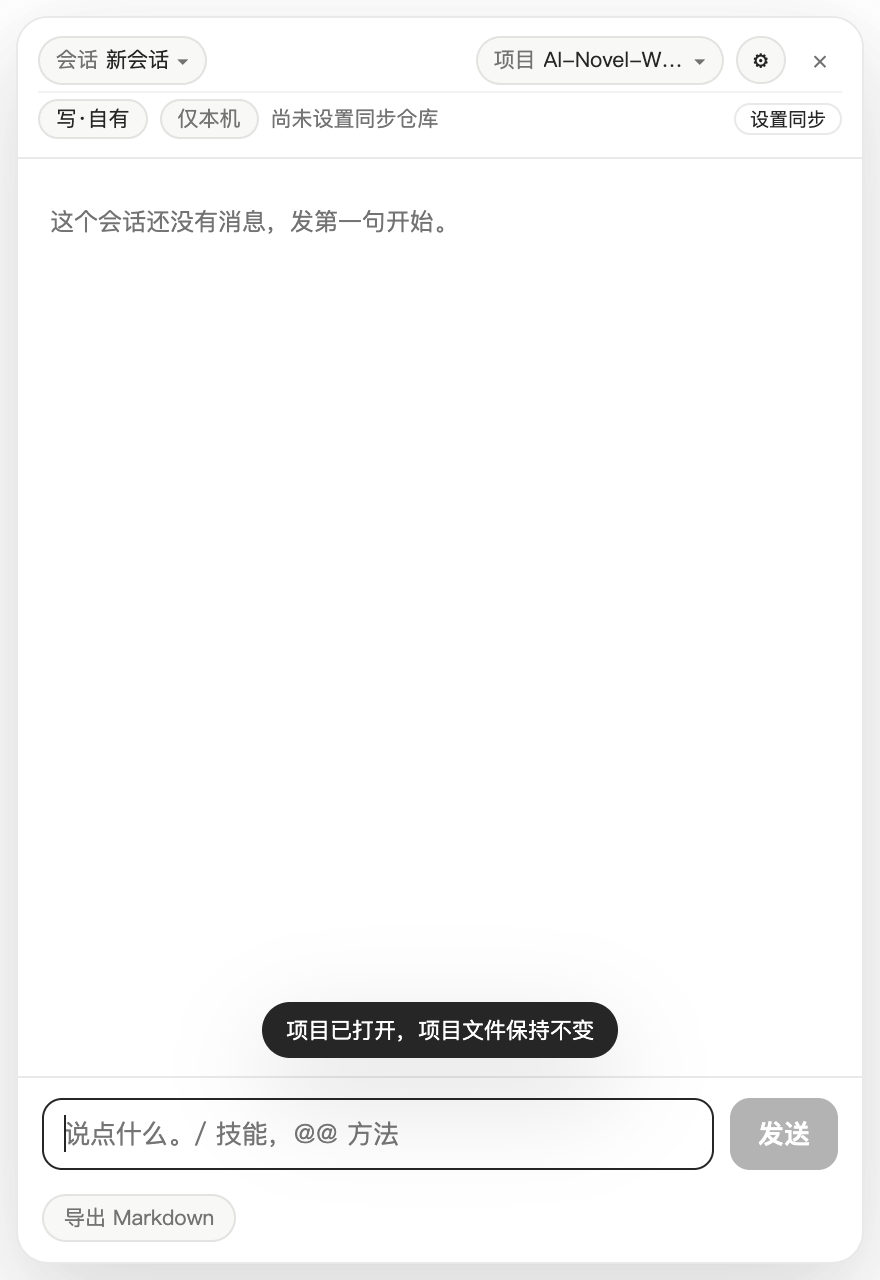 会话 新会话 项目 AI-Novel-W... ×
写·自有 仅本机 尚未设置同步仓库 设置同步
这个会话还没有消息，发第一句开始。
项目已打开，项目文件保持不变
说点什么。/ 技能，@@ 方法 发送
导出 Markdown